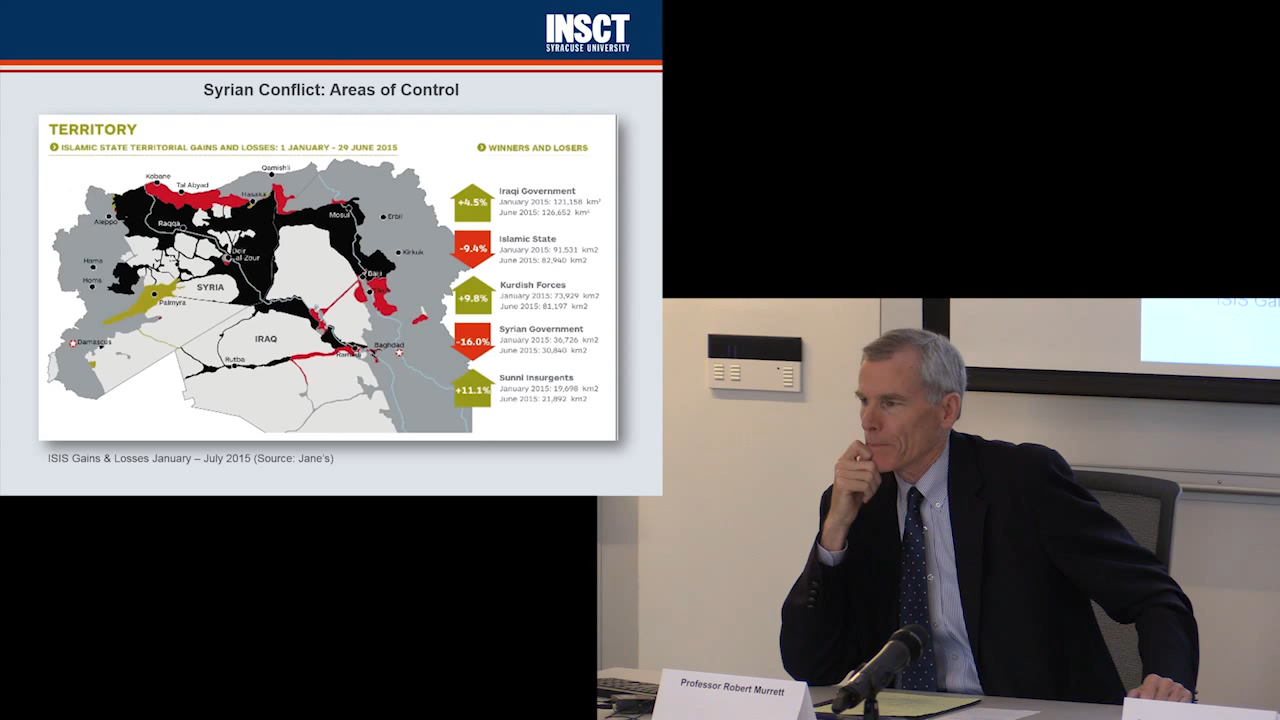 INSCT
SYRACUSE UNIVERSITY
Syrian Conflict: Areas of Control
TERRITORY
ISLAMIC STATE TERRITORIAL GAINS AND LOSSES: 1 JANUARY - 29 JUNE 2015
WINNERS AND LOSERS
Kobane
Tal Abyad
Qamishli
Hasaka
Aleppo
Raqqa
Mosul
Erbil
Deir
al-Zour
Kirkuk
Hama
Homs
SYRIA
Baiji
Palmyra
Damascus
IRAQ
Rutba
Ramadi
Baghdad
+4.5%
Iraqi Government
January 2015: 121,158 km²
June 2015: 126,652 km²
-9.4%
Islamic State
January 2015: 91,531 km2
June 2015: 82,940 km2
+9.8%
Kurdish Forces
January 2015: 73,929 km2
June 2015: 81,197 km2
-16.0%
Syrian Government
January 2015: 36,726 km2
June 2015: 30,840 km2
+11.1%
Sunni Insurgents
January 2015: 19,698 km2
June 2015: 21,892 km2
ISIS Gains & Losses January – July 2015 (Source: Jane's)
ISIS Ga
Professor Robert Murrett